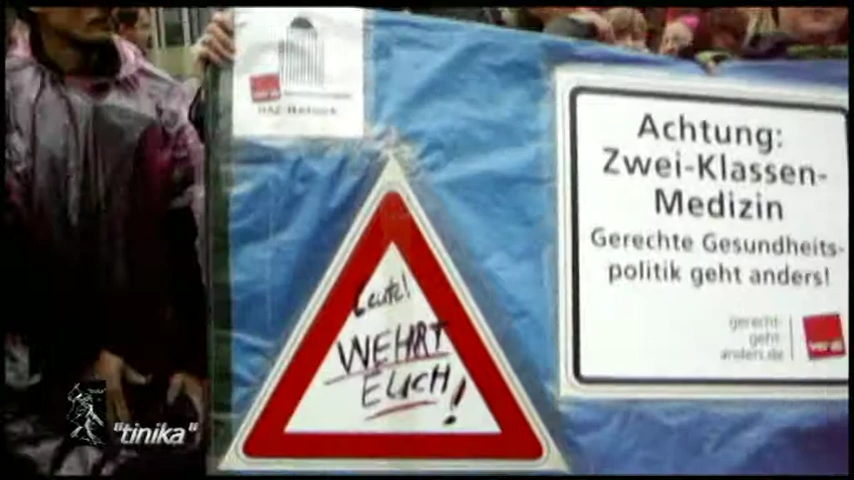 Leute!
WEHRT
EUCH!
Achtung:
Zwei-Klassen-
Medizin
Gerechte Gesundheits-
politik geht anders!
gerecht-
geht-
anders.de
ver.di
"tinika"